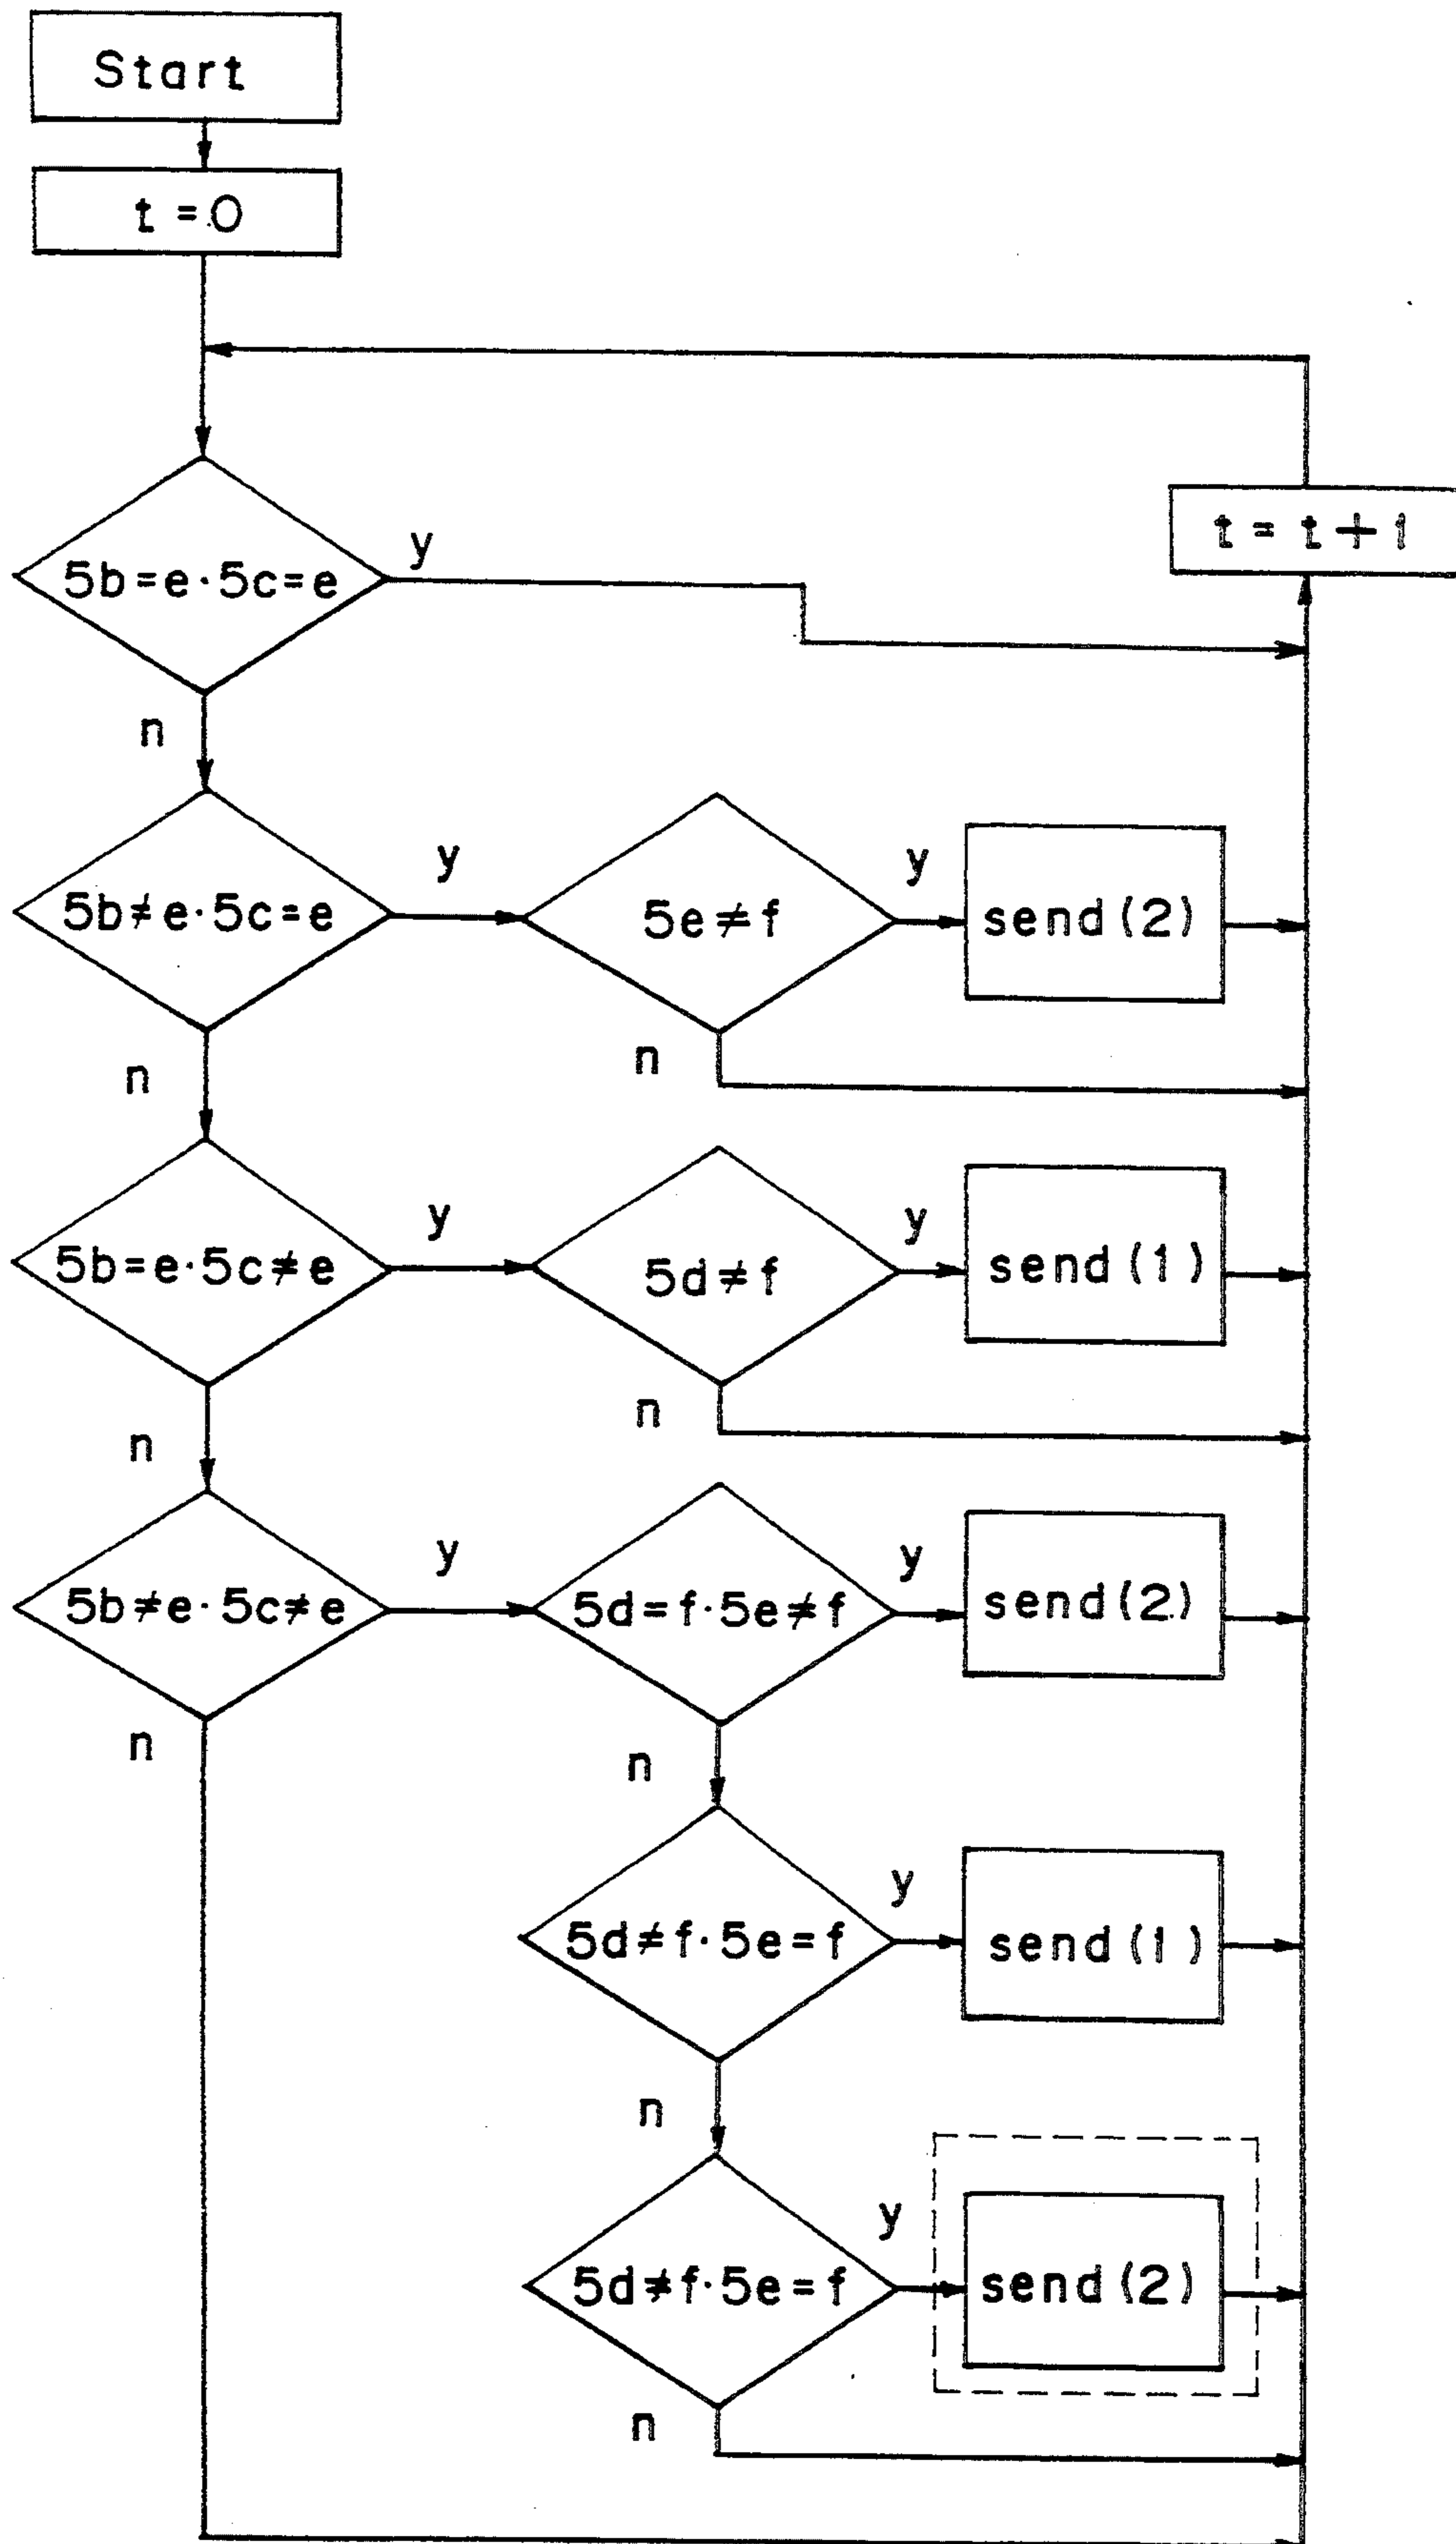 Start
t = 0
t = t + 1
5b=e·5c=e
y
n
5b≠e·5c=e
y
5e≠f
y
send(2)
n
n
5b=e·5c≠e
y
5d≠f
y
send(1)
n
n
5b≠e·5c≠e
y
5d=f·5e≠f
y
send(2)
n
n
5d≠f·5e=f
y
send(1)
n
5d≠f·5e=f
y
send(2)
n